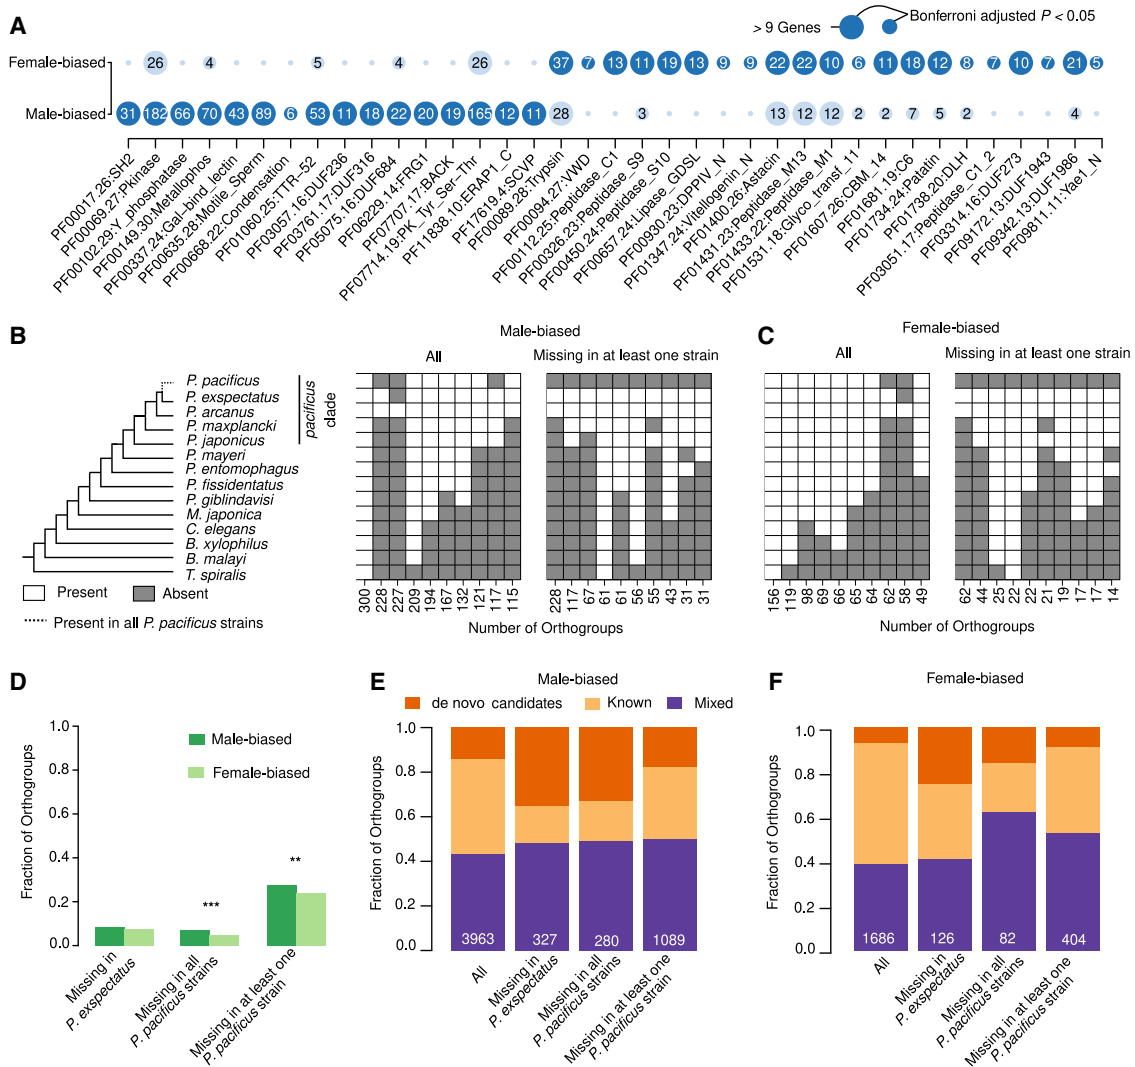 A
> 9 Genes
Bonferroni adjusted P < 0.05
Female-biased
26 4 5 4 26 37 7 13 11 19 13 9 9 22 22 10 6 11 18 12 8 7 10 7 21 5
Male-biased
31 182 66 70 43 89 6 53 11 18 22 20 19 165 12 11 28 3 13 12 12 2 2 7 5 2 4
PF00017.26:SH2
PF00069.27:Pkinase
PF00102.29:Y_phosphatase
PF00149.30:Metallophos
PF00337.24:Gal−bind_lectin
PF00635.28:Motile_Sperm
PF00668.22:Condensation
PF01060.25:TTR−52
PF03057.16:DUF236
PF03761.17:DUF316
PF05075.16:DUF684
PF06229.14:FRG1
PF07707.17:BACK
PF07714.19:PK_Tyr_Ser−Thr
PF11838.10:ERAP1_C
PF17619.4:SCVP
PF00089.28:Trypsin
PF00094.27:VWD
PF00112.25:Peptidase_C1
PF00326.23:Peptidase_S9
PF00450.24:Peptidase_S10
PF00657.24:Lipase_GDSL
PF00930.23:DPPIV_N
PF01347.24:Vitellogenin_N
PF01400.26:Astacin
PF01431.23:Peptidase_M13
PF01433.22:Peptidase_M1
PF01531.18:Glyco_transf_11
PF01607.26:CBM_14
PF01681.19:C6
PF01734.24:Patatin
PF01738.20:DLH
PF03051.17:Peptidase_C1_2
PF03314.16:DUF273
PF09172.13:DUF1943
PF09342.13:DUF1986
PF09811.11:Yae1_N
B
Male-biased
All
Missing in at least one strain
P. pacificus
P. exspectatus
P. arcanus
P. maxplancki
P. japonicus
P. mayeri
P. entomophagus
P. fissidentatus
P. giblindavisi
M. japonica
C. elegans
B. xylophilus
B. malayi
T. spiralis
pacificus
clade
Present
Absent
Present in all P. pacificus strains
300 228 227 209 194 167 132 121 117 115
228 117 67 61 61 56 55 43 31 31
Number of Orthogroups
C
Female-biased
All
Missing in at least one strain
156 119 98 69 66 65 64 62 58 49
62 44 25 22 22 21 19 17 17 14
Number of Orthogroups
D
Fraction of Orthogroups
1.0
0.8
0.6
0.4
0.2
0.0
Male-biased
Female-biased
***
**
Missing in
P. exspectatus
Missing in all
P. pacificus strains
Missing in at least one
P. pacificus
strain
E
Male-biased
de novo candidates
Known
Mixed
Fraction of Orthogroups
1.0
0.8
0.6
0.4
0.2
0.0
3963 327 280 1089
All
Missing in
P. exspectatus
Missing in all
P. pacificus strains
Missing in at least one
P. pacificus
strain
F
Female-biased
Fraction of Orthogroups
1.0
0.8
0.6
0.4
0.2
0.0
1686 126 82 404
All
Missing in
P. exspectatus
Missing in all
P. pacificus strains
Missing in at least one
P. pacificus
strain